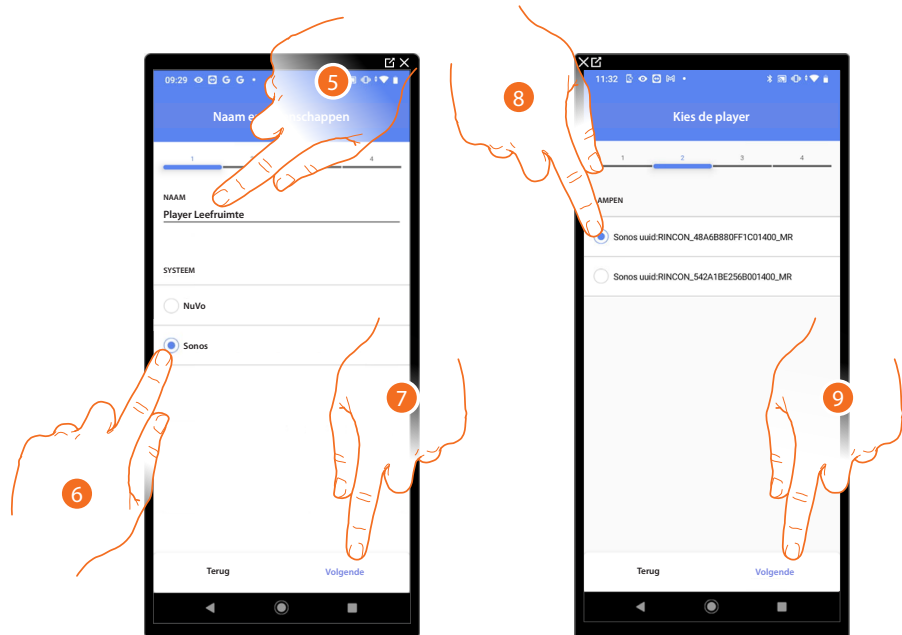 5
09:29 G G
Naam e schappen
1
4
NAAM
Player Leefruimte
SYSTEEM
NuVo
Sonos
7
6
Terug
Volgende
8
11:32
Kies de player
1 2 3 4
AMPEN
Sonos uuid:RINCON_48A6B880FF1C01400_MR
Sonos uuid:RINCON_542A1BE256B001400_MR
9
Terug
Volgende